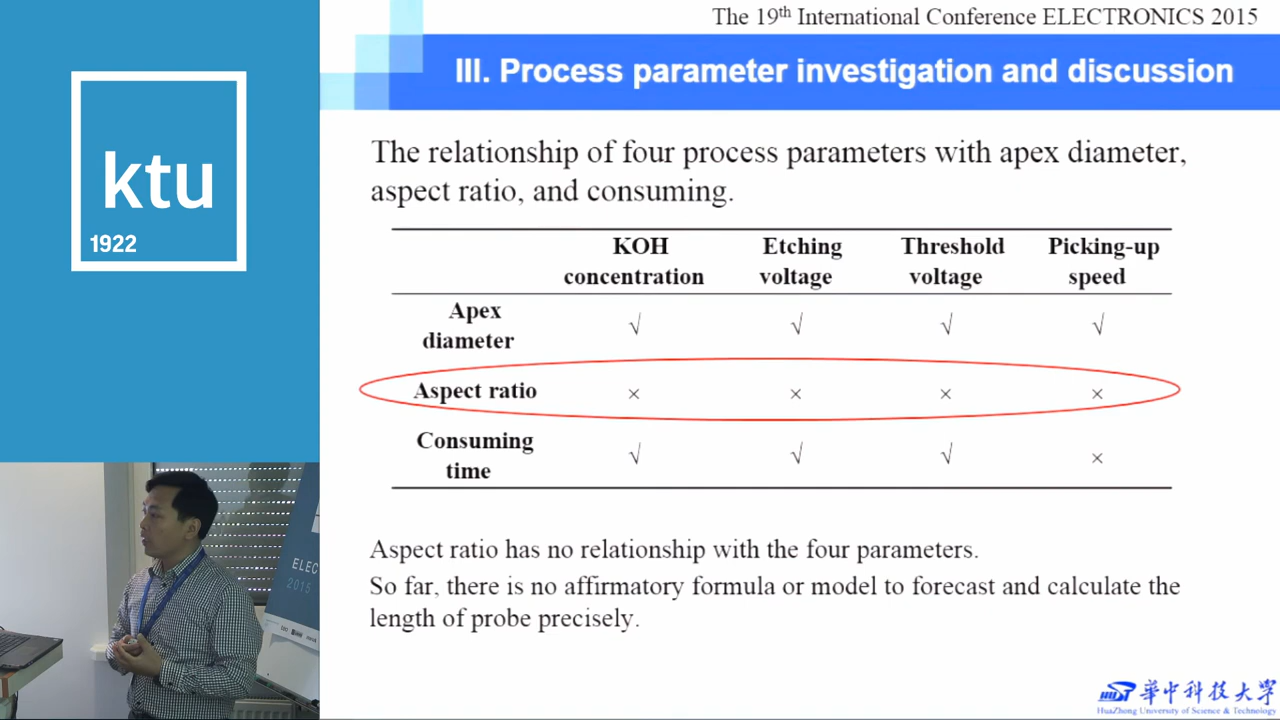 The 19th International Conference ELECTRONICS 2015
III. Process parameter investigation and discussion
ktu
1922
The relationship of four process parameters with apex diameter,
aspect ratio, and consuming.
KOH concentration Etching voltage Threshold voltage Picking-up speed
Apex diameter √ √ √ √
Aspect ratio × × × ×
Consuming time √ √ √ ×
Aspect ratio has no relationship with the four parameters.
So far, there is no affirmatory formula or model to forecast and calculate the
length of probe precisely.
ELEC
2015
華中科技大学
HuaZhong University of Science & Technology